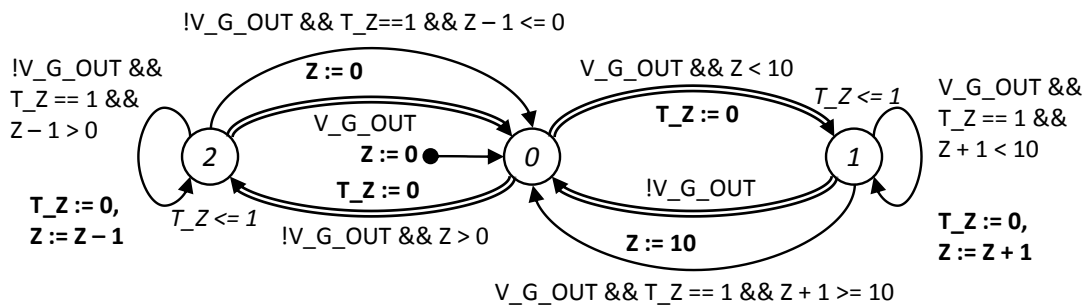 !V_G_OUT && T_Z==1 && Z – 1 <= 0
Z := 0
!V_G_OUT &&
T_Z == 1 &&
Z – 1 > 0
V_G_OUT && Z < 10
T_Z := 0
T_Z <= 1
V_G_OUT &&
T_Z == 1 &&
Z + 1 < 10
V_G_OUT
Z := 0
2
0
1
T_Z := 0
!V_G_OUT
T_Z := 0,
Z := Z – 1
T_Z <= 1
!V_G_OUT && Z > 0
Z := 10
T_Z := 0,
Z := Z + 1
V_G_OUT && T_Z == 1 && Z + 1 >= 10